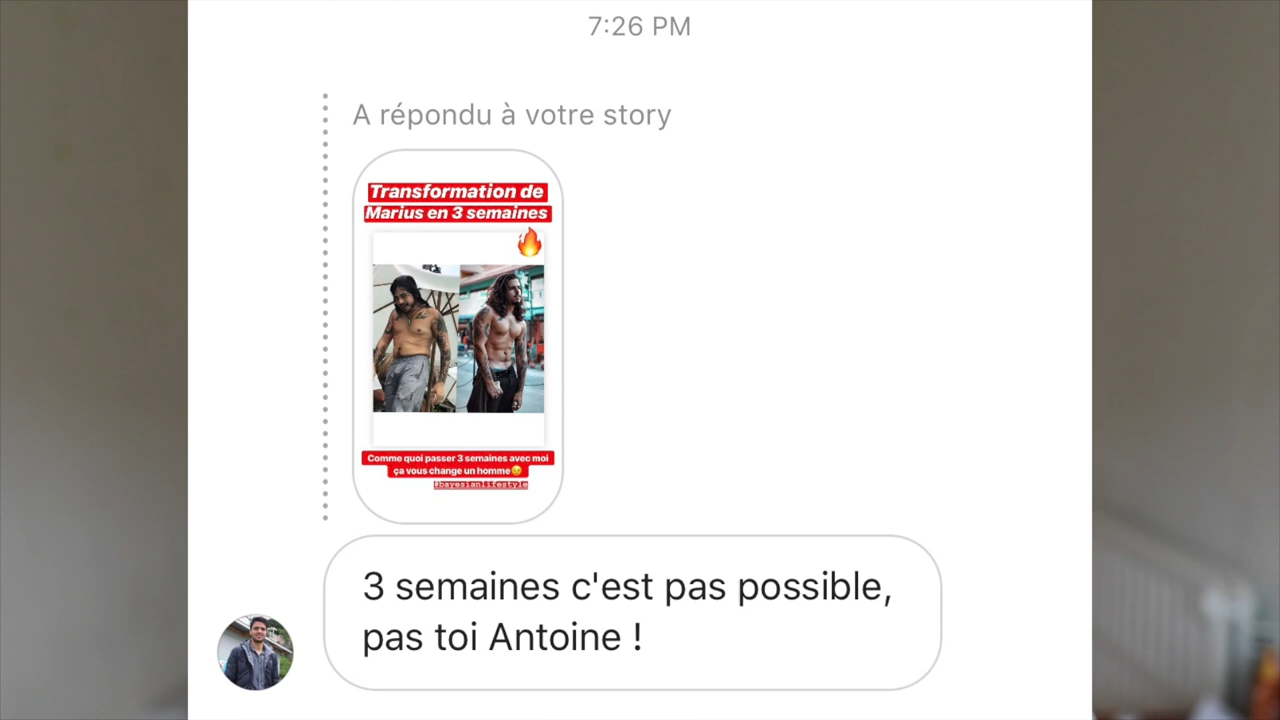 7:26 PM
A répondu à votre story
Transformation de
Marius en 3 semaines
Comme quoi passer 3 semaines avec moi
ça vous change un homme😉
#bayesianlifestyle
3 semaines c'est pas possible,
pas toi Antoine !